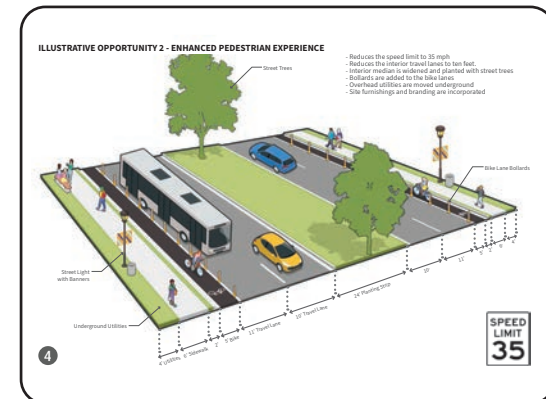 ILLUSTRATIVE OPPORTUNITY 2 - ENHANCED PEDESTRIAN EXPERIENCE
- Reduces the speed limit to 35 mph
- Reduces the interior travel lanes to ten feet.
- Interior median is widened and planted with street trees
- Bollards are added to the bike lanes
- Overhead utilities are moved underground
- Site furnishings and branding are incorporated
Street Trees
Bike Lane Bollards
Street Light
with Banners
Underground Utilities
4' Utilities
6' Sidewalk
2'
5' Bike
11' Travel Lane
10' Travel Lane
24' Planting Strip
10'
11'
5'
2'
6'
4'
SPEED
LIMIT
35
4